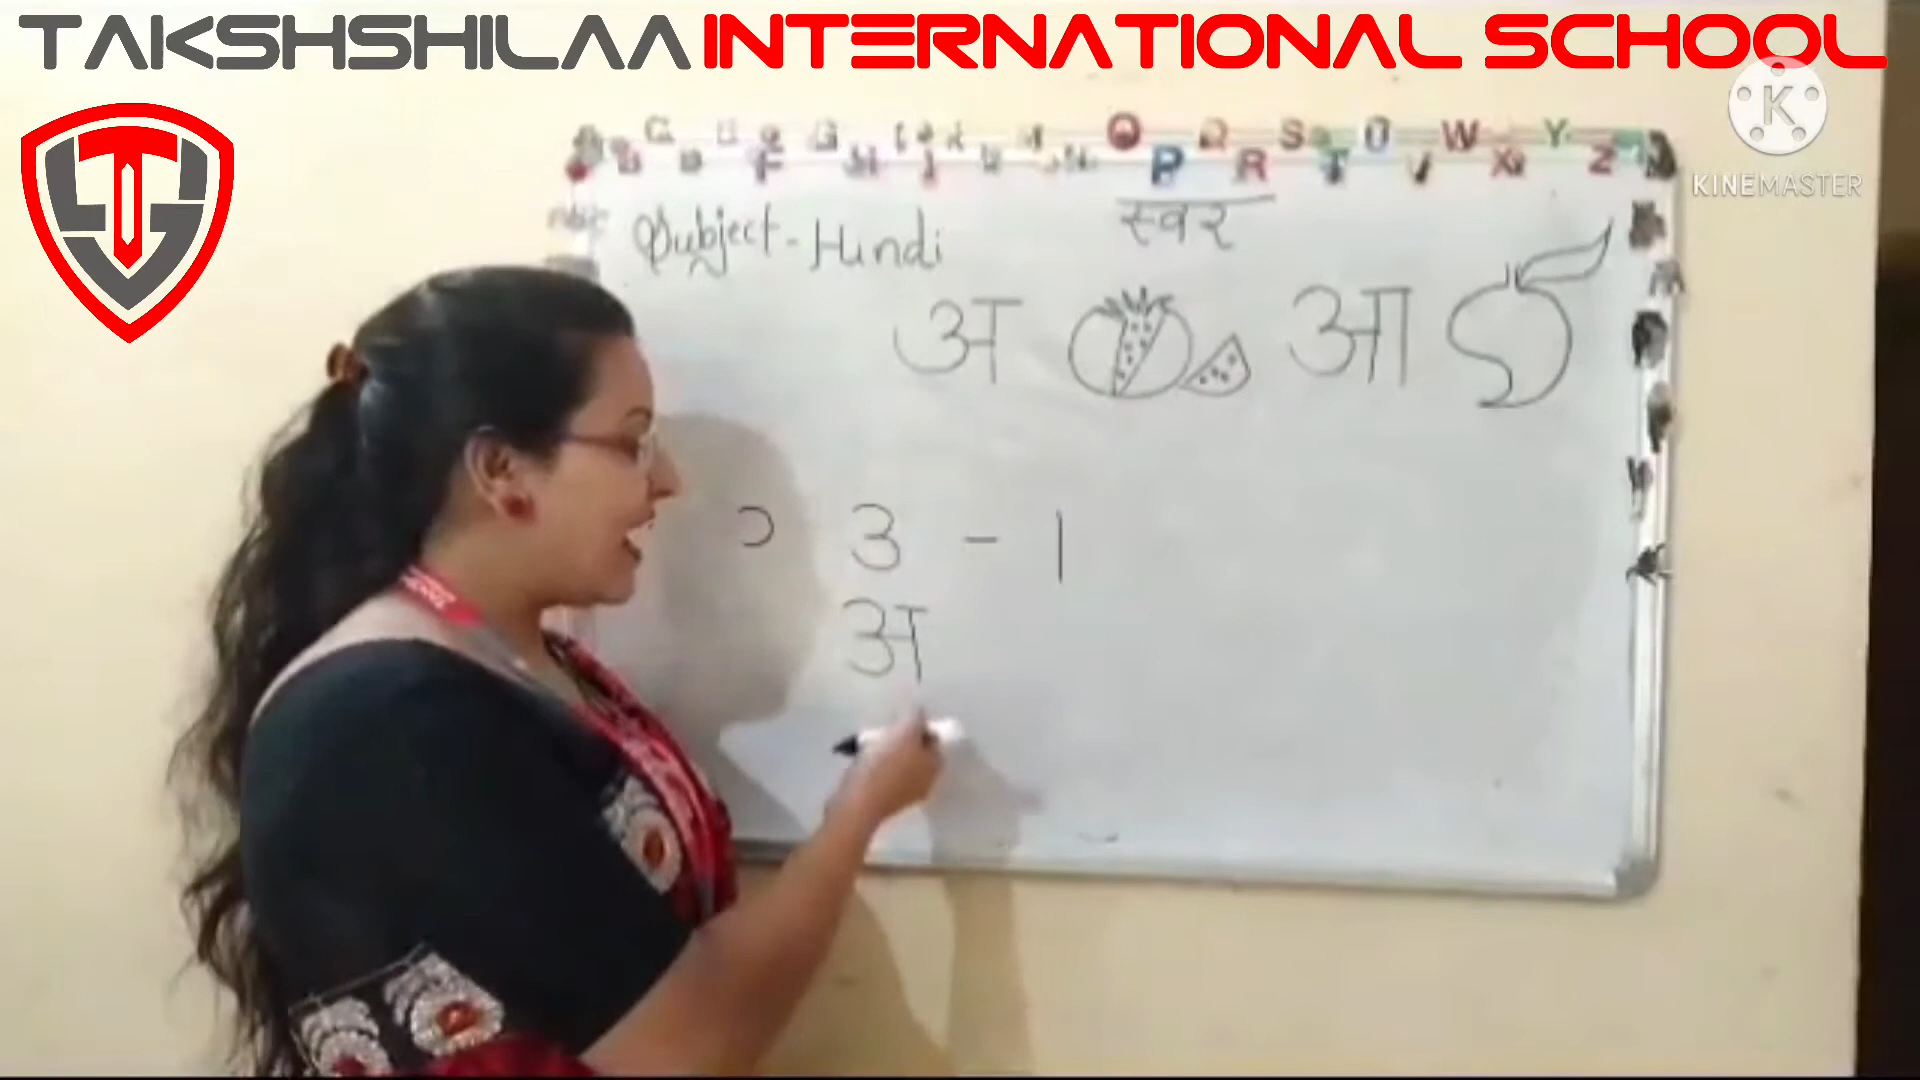 TAKSHSHILAA INTERNATIONAL SCHOOL
KINEMASTER
O P Q R S T U V W X Y Z
Subject - Hindi
स्वर
अ आ
３ - |
अ